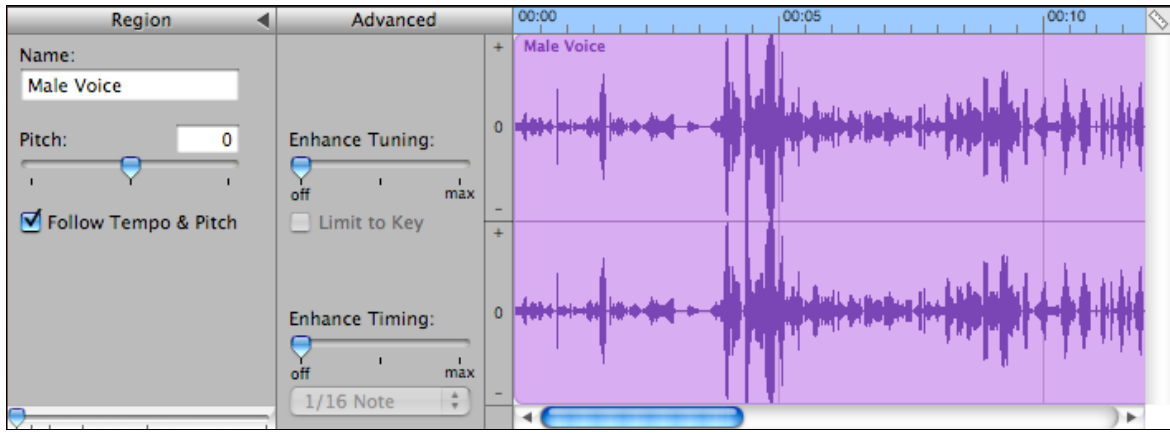 Region
Name:
Male Voice
Pitch:
0
Follow Tempo & Pitch
Advanced
Enhance Tuning:
off
max
Limit to Key
Enhance Timing:
off
max
1/16 Note
00:00
00:05
00:10
+
Male Voice
0
-
+
0
-